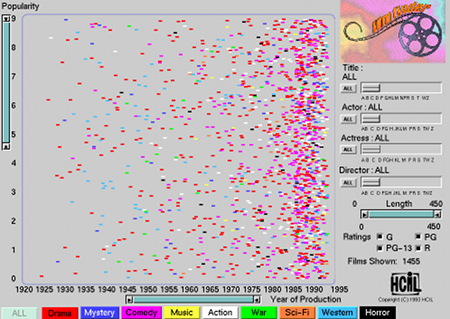 Popularity
9
8
7
6
5
4
3
2
1
0
1920 1925 1930 1935 1940 1945 1950 1955 1960 1965 1970 1975 1980 1985 1990 1995
Year of Production
ALL Drama Mystery Comedy Music Action War Sci-Fi Western Horror
Title :
ALL
ALL
Actor : ALL
ALL
Actress : ALL
ALL
Director : ALL
ALL
0 Length 450
0 450
Ratings G PG
PG-13 R
Films Shown: 1455
HCIL
Copyright (C) 1993 HCIL